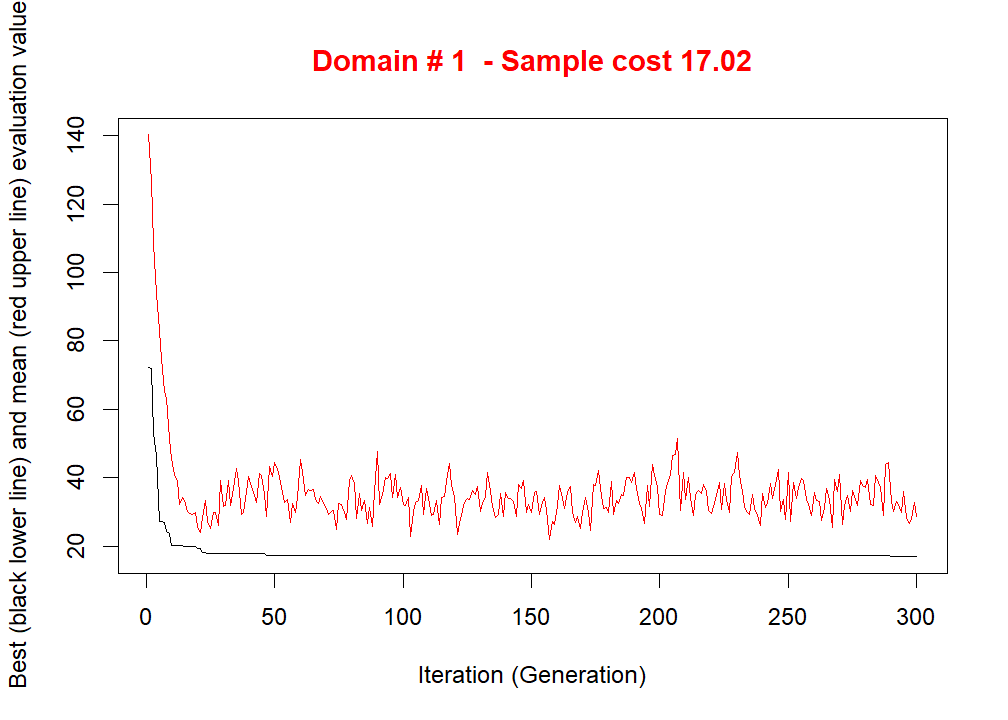 Domain # 1  - Sample cost 17.02
Best (black lower line) and mean (red upper line) evaluation value
140
120
100
80
60
40
20
0 50 100 150 200 250 300
Iteration (Generation)